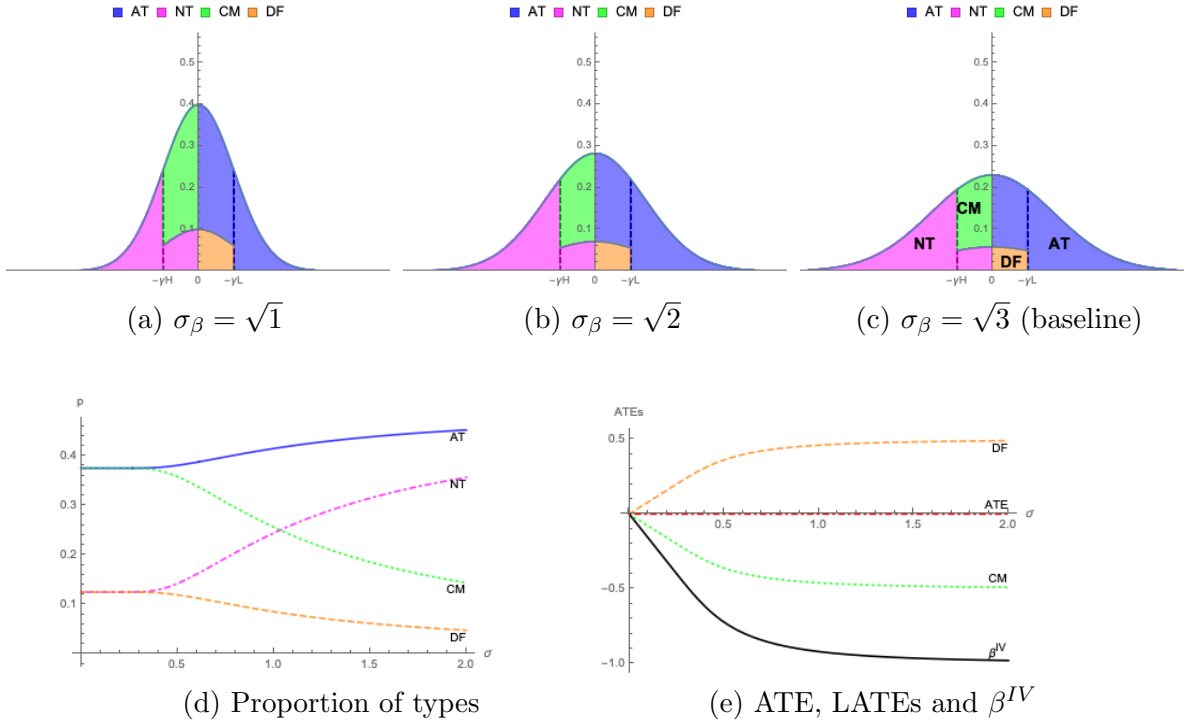 AT NT CM DF
AT NT CM DF
AT NT CM DF
0.5
0.4
0.3
0.2
0.1
-γH 0 -γL
0.5
0.4
0.3
0.2
0.1
-γH 0 -γL
0.5
0.4
0.3
0.2
0.1
CM
NT AT
DF
-γH 0 -γL
(a) σβ = √1
(b) σβ = √2
(c) σβ = √3 (baseline)
p
0.4
0.3
0.2
0.1
AT
NT
CM
DF
0.5 1.0 1.5 2.0 σ
(d) Proportion of types
ATEs
0.5
-0.5
-1.0
DF
ATE
0.5 1.0 1.5 2.0 σ
CM
β^IV
(e) ATE, LATEs and β^IV